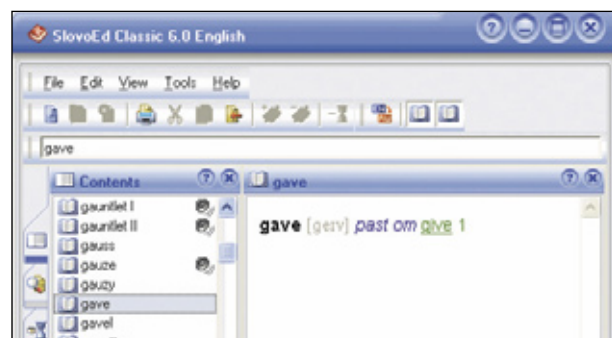 SlovoEd Classic 6.0 English
File Edit View Tools Help
gave
Contents
gave
gauntlet I
gauntlet II
gauss
gauze
gauzy
gave
gavel
gave [geɪv] past om give 1